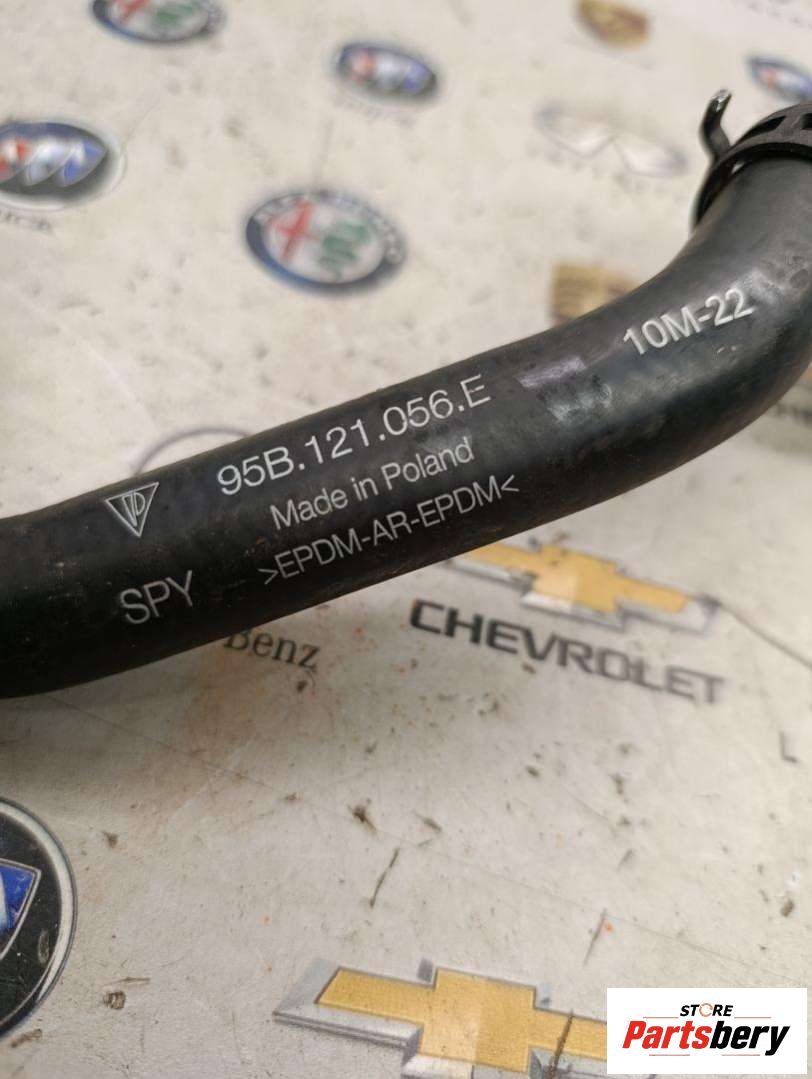 10M-22
95B.121.056.E
Made in Poland
>EPDM-AR-EPDM<
SPY
Benz
CHEVROLET
STORE
Partsbery